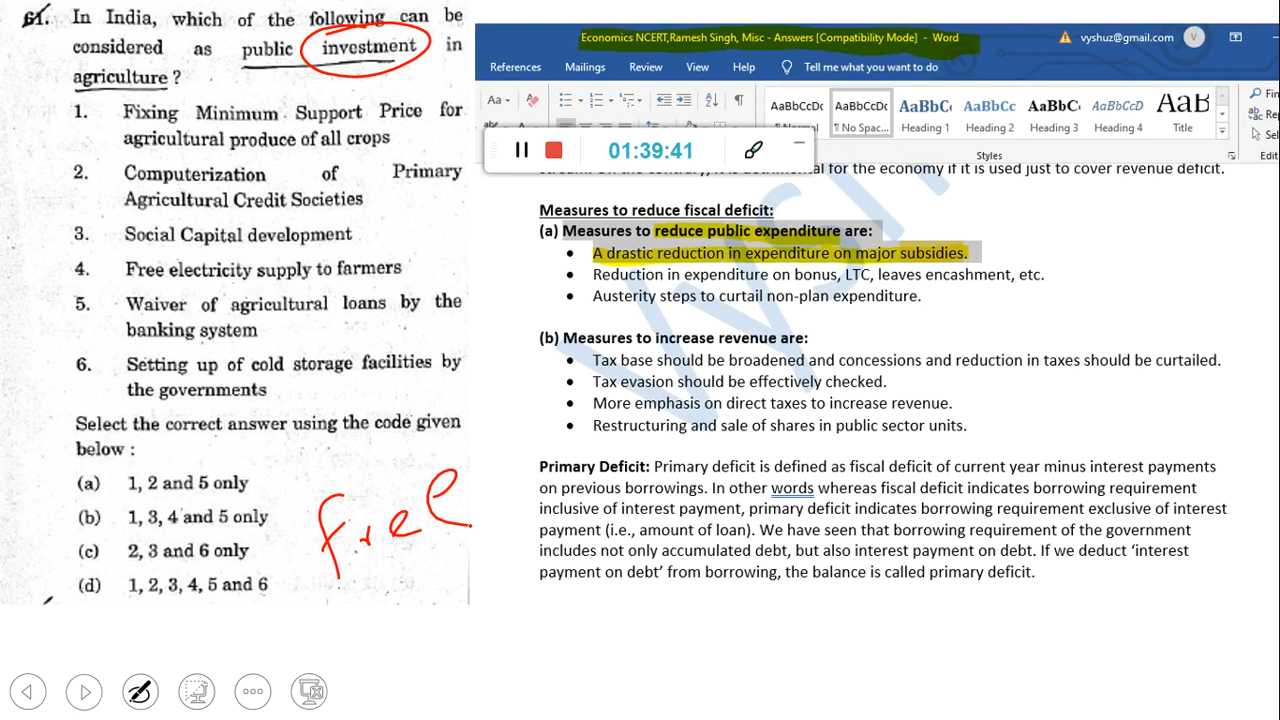 61. In India, which of the following can be
considered as public investment in
agriculture ?
1. Fixing Minimum Support Price for
agricultural produce of all crops
2. Computerization of Primary
Agricultural Credit Societies
3. Social Capital development
4. Free electricity supply to farmers
5. Waiver of agricultural loans by the
banking system
6. Setting up of cold storage facilities by
the governments
Select the correct answer using the code given
below :
(a) 1, 2 and 5 only
(b) 1, 3, 4 and 5 only
(c) 2, 3 and 6 only
(d) 1, 2, 3, 4, 5 and 6
free
Economics NCERT,Ramesh Singh, Misc - Answers [Compatibility Mode] - Word
vyshuz@gmail.com V
References Mailings Review View Help Tell me what you want to do
Aa
AaBbCcDc AaBbCcDc AaBbC AaBbCc AaBbC AaBbCcD AaB
¶ No Spac... Heading 1 Heading 2 Heading 3 Heading 4 Title
Styles
01:39:41
for the economy if it is used just to cover revenue deficit.
Measures to reduce fiscal deficit:
(a) Measures to reduce public expenditure are:
• A drastic reduction in expenditure on major subsidies.
• Reduction in expenditure on bonus, LTC, leaves encashment, etc.
• Austerity steps to curtail non-plan expenditure.
(b) Measures to increase revenue are:
• Tax base should be broadened and concessions and reduction in taxes should be curtailed.
• Tax evasion should be effectively checked.
• More emphasis on direct taxes to increase revenue.
• Restructuring and sale of shares in public sector units.
Primary Deficit: Primary deficit is defined as fiscal deficit of current year minus interest payments
on previous borrowings. In other words whereas fiscal deficit indicates borrowing requirement
inclusive of interest payment, primary deficit indicates borrowing requirement exclusive of interest
payment (i.e., amount of loan). We have seen that borrowing requirement of the government
includes not only accumulated debt, but also interest payment on debt. If we deduct ‘interest
payment on debt’ from borrowing, the balance is called primary deficit.